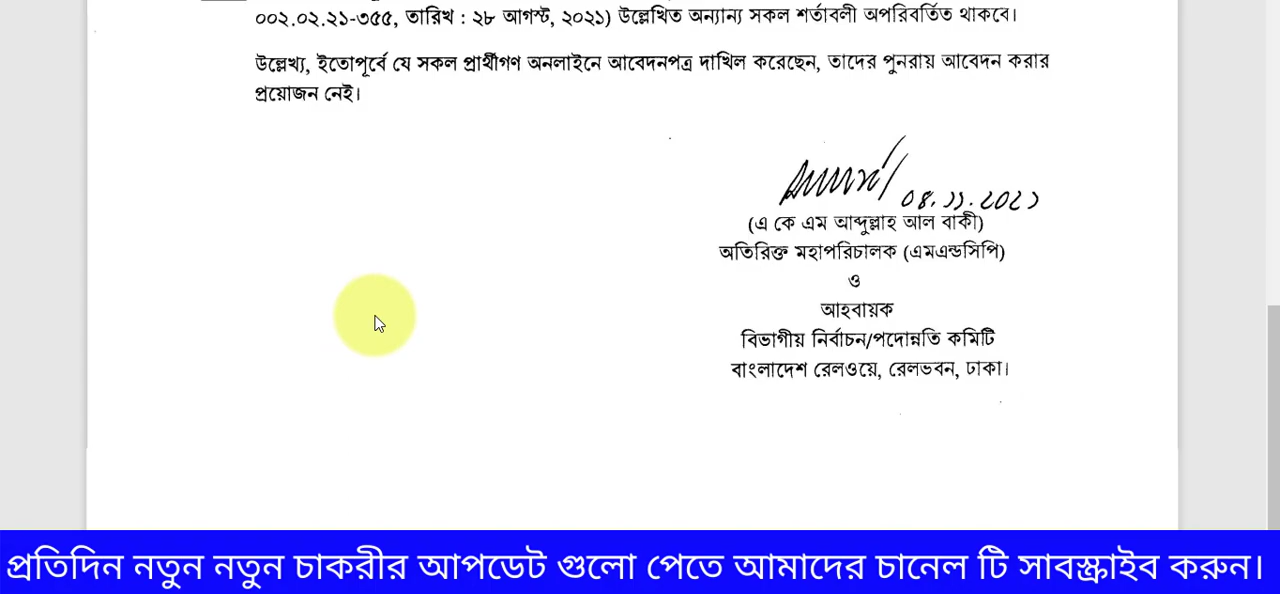 ০০২.০২.২১-৩৫৫, তারিখ : ২৮ আগস্ট, ২০২১) উল্লেখিত অন্যান্য সকল শর্তাবলী অপরিবর্তিত থাকবে।
উল্লেখ্য, ইতোপূর্বে যে সকল প্রার্থীগণ অনলাইনে আবেদনপত্র দাখিল করেছেন, তাদের পুনরায় আবেদন করার
প্রয়োজন নেই।
০৪.১১.২০২১
(এ কে এম আব্দুল্লাহ আল বাকী)
অতিরিক্ত মহাপরিচালক (এমএন্ডসিপি)
ও
আহবায়ক
বিভাগীয় নির্বাচন/পদোন্নতি কমিটি
বাংলাদেশ রেলওয়ে, রেলভবন, ঢাকা।
প্রতিদিন নতুন নতুন চাকরীর আপডেট গুলো পেতে আমাদের চানেল টি সাবস্ক্রাইব করুন।